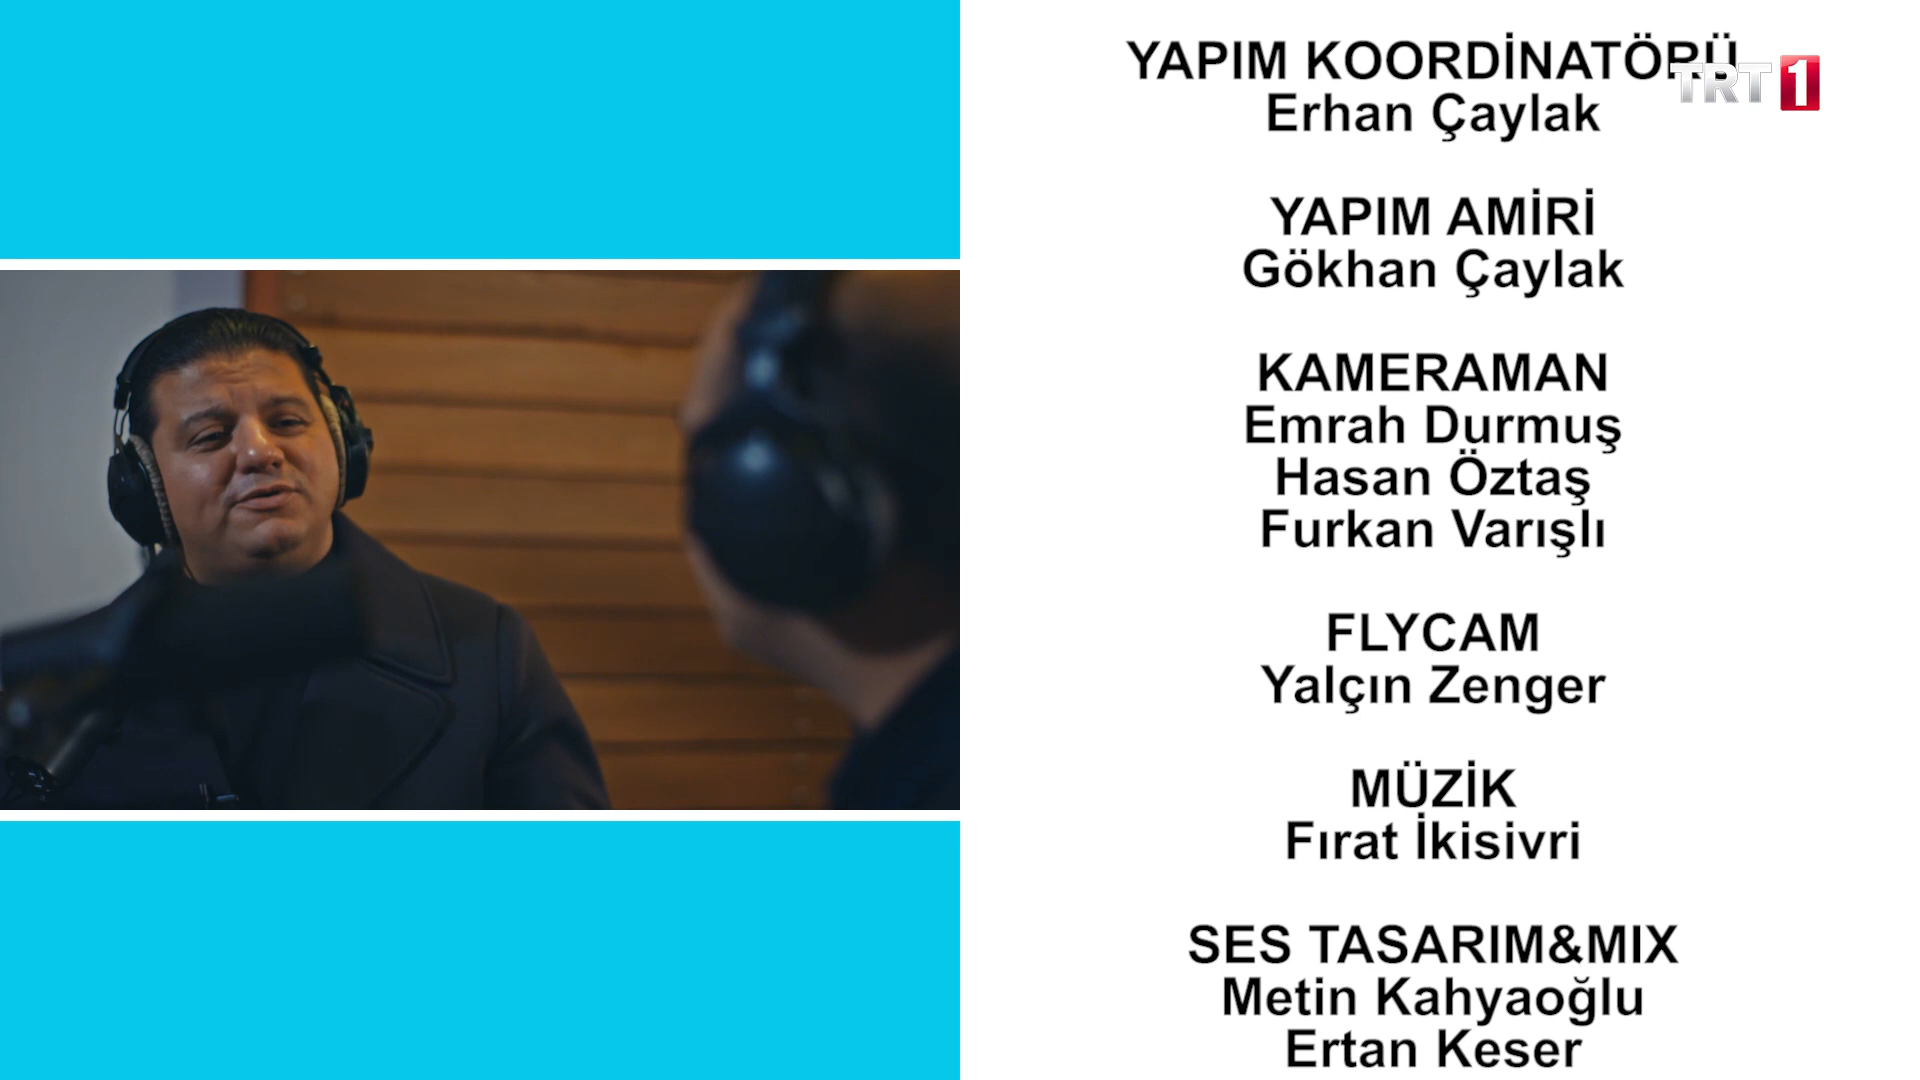 YAPIM KOORDİNATÖRÜ
TRT 1
Erhan Çaylak
YAPIM AMİRİ
Gökhan Çaylak
KAMERAMAN
Emrah Durmuş
Hasan Öztaş
Furkan Varışlı
FLYCAM
Yalçın Zenger
MÜZİK
Fırat İkisivri
SES TASARIM&MIX
Metin Kahyaoğlu
Ertan Keser